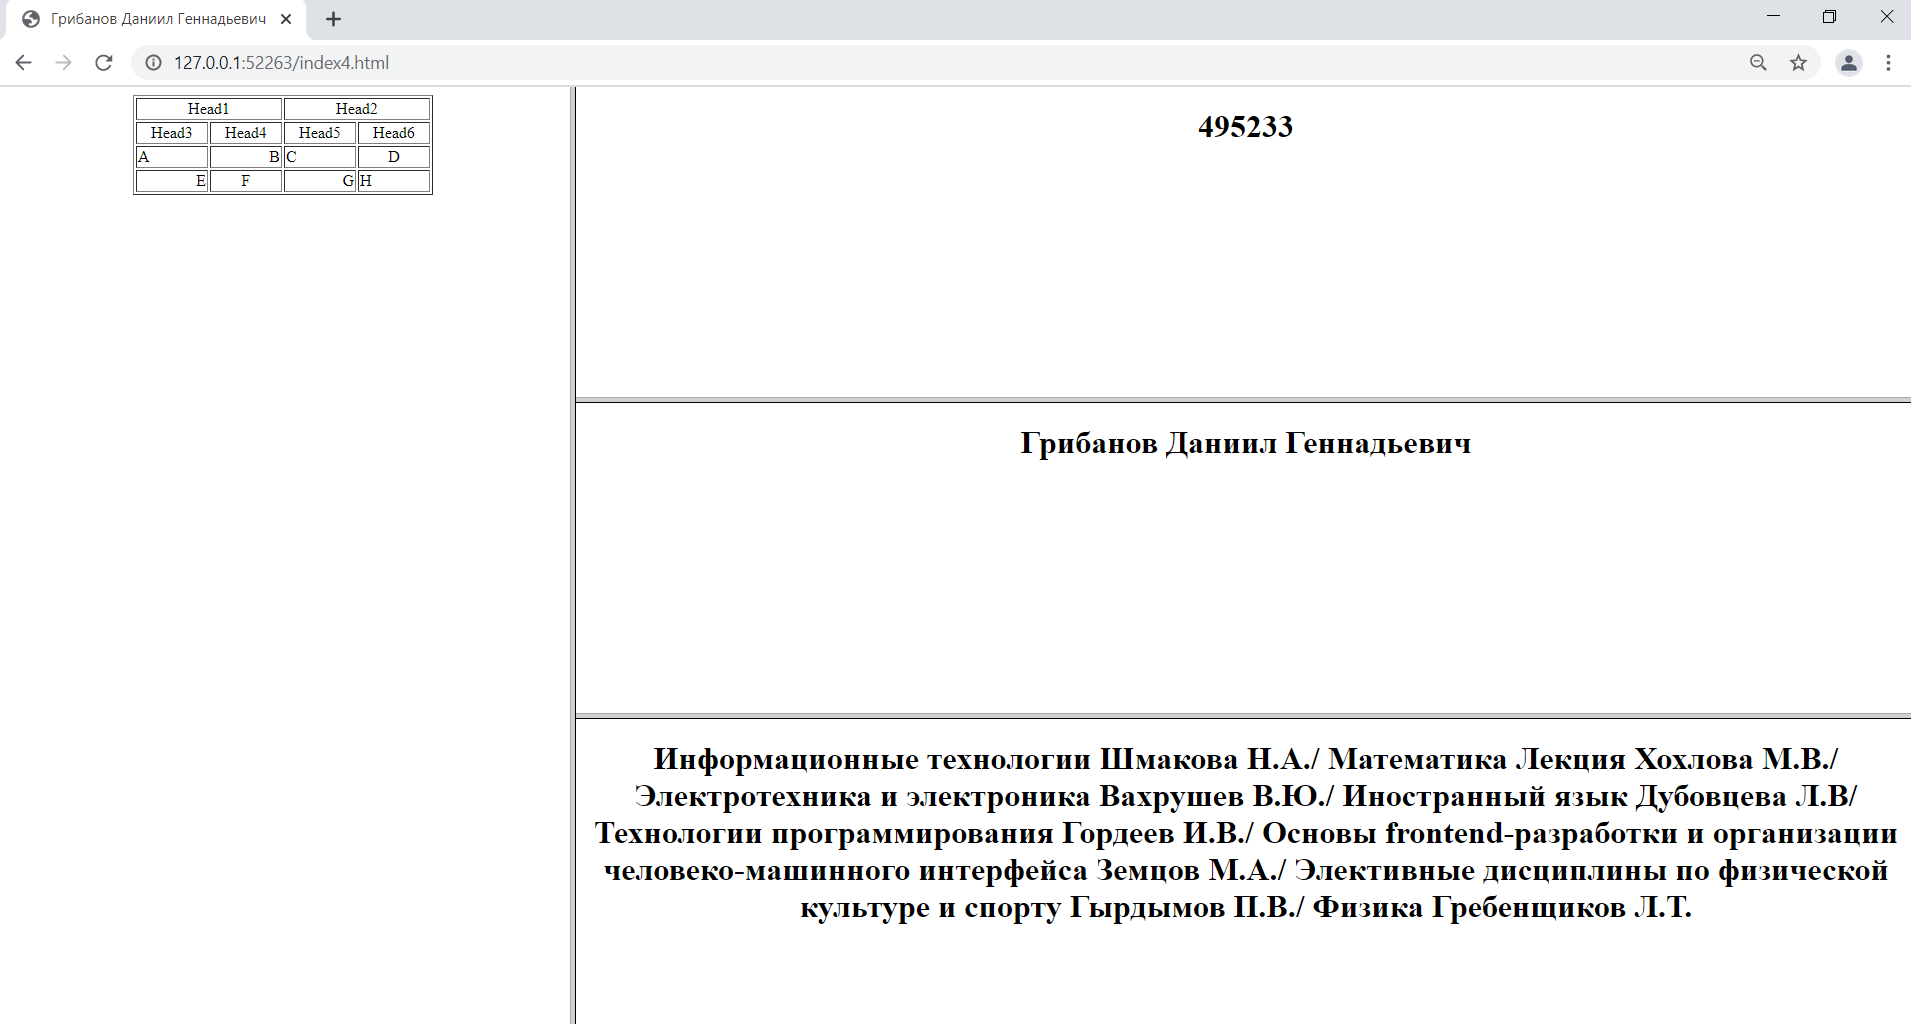 Грибанов Даниил Геннадьевич
127.0.0.1:52263/index4.html
Head1 Head2
Head3 Head4 Head5 Head6
A B C D
E F G H
495233
Грибанов Даниил Геннадьевич
Информационные технологии Шмакова Н.А./ Математика Лекция Хохлова М.В./
Электротехника и электроника Вахрушев В.Ю./ Иностранный язык Дубовцева Л.В/
Технологии программирования Гордеев И.В./ Основы frontend-разработки и организации
человеко-машинного интерфейса Земцов М.А./ Элективные дисциплины по физической
культуре и спорту Гырдымов П.В./ Физика Гребенщиков Л.Т.